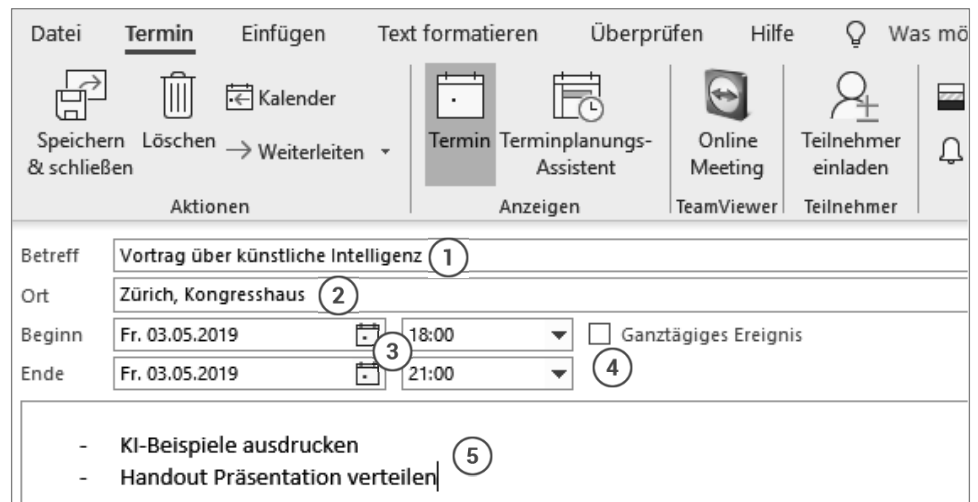 Datei Termin Einfügen Text formatieren Überprüfen Hilfe Was mö
Speichern & schließen
Löschen
Kalender
Weiterleiten
Aktionen
Termin
Terminplanungs-
Assistent
Anzeigen
Online
Meeting
TeamViewer
Teilnehmer
einladen
Teilnehmer
Betreff Vortrag über künstliche Intelligenz 1
Ort Zürich, Kongresshaus 2
Beginn Fr. 03.05.2019 18:00 Ganztägiges Ereignis
3 4
Ende Fr. 03.05.2019 21:00
- KI-Beispiele ausdrucken
5
- Handout Präsentation verteilen